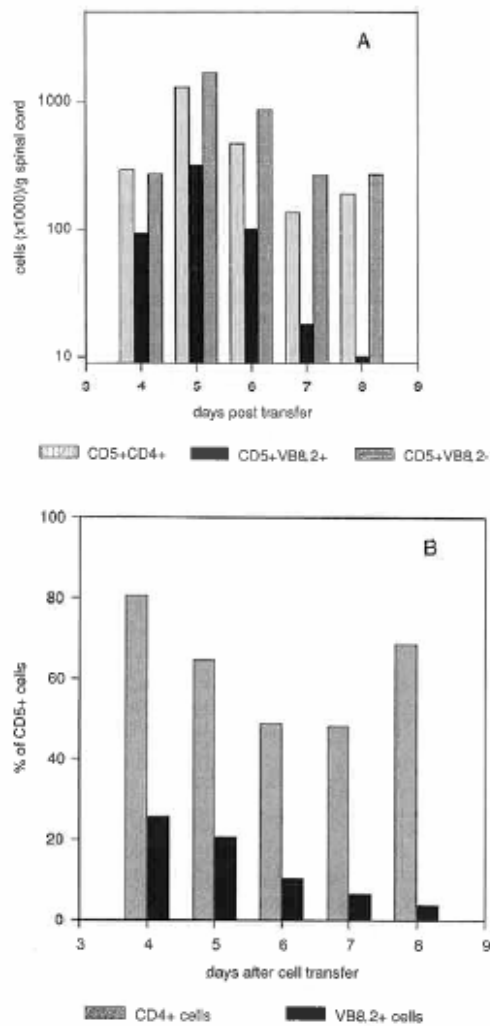 A
1000
100
10
cells (x1000)/g spinal cord
3 4 5 6 7 8 9
days post transfer
CD5+CD4+ CD5+VB8,2+ CD5+VB8,2-
B
100
80
60
40
20
0
% of CD5+ cells
3 4 5 6 7 8 9
days after cell transfer
CD4+ cells VB8,2+ cells